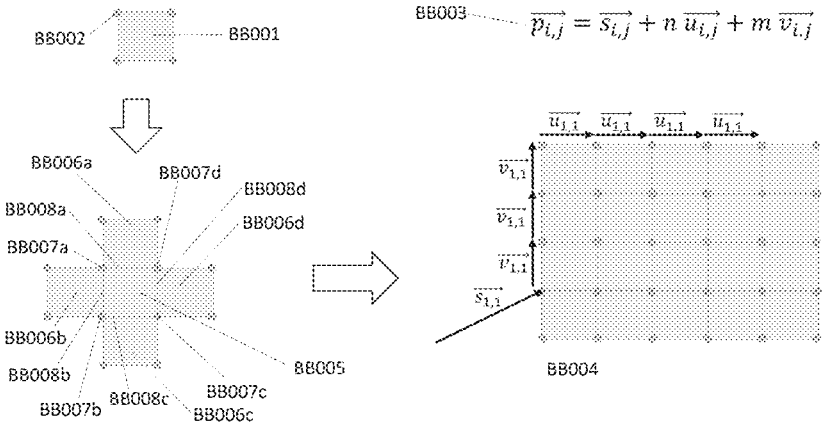 BB002
BB001
BB003
p_{i,j} = s_{i,j} + n u_{i,j} + m v_{i.j}
BB006a
BB007d
BB008d
BB008a
BB006d
BB007a
BB006b
BB008b
BB005
BB007c
BB007b
BB008c
BB006c
u_{1,1} u_{1,1} u_{1,1} u_{1,1}
v_{1,1}
v_{1,1}
v_{1,1}
s_{1,1}
BB004